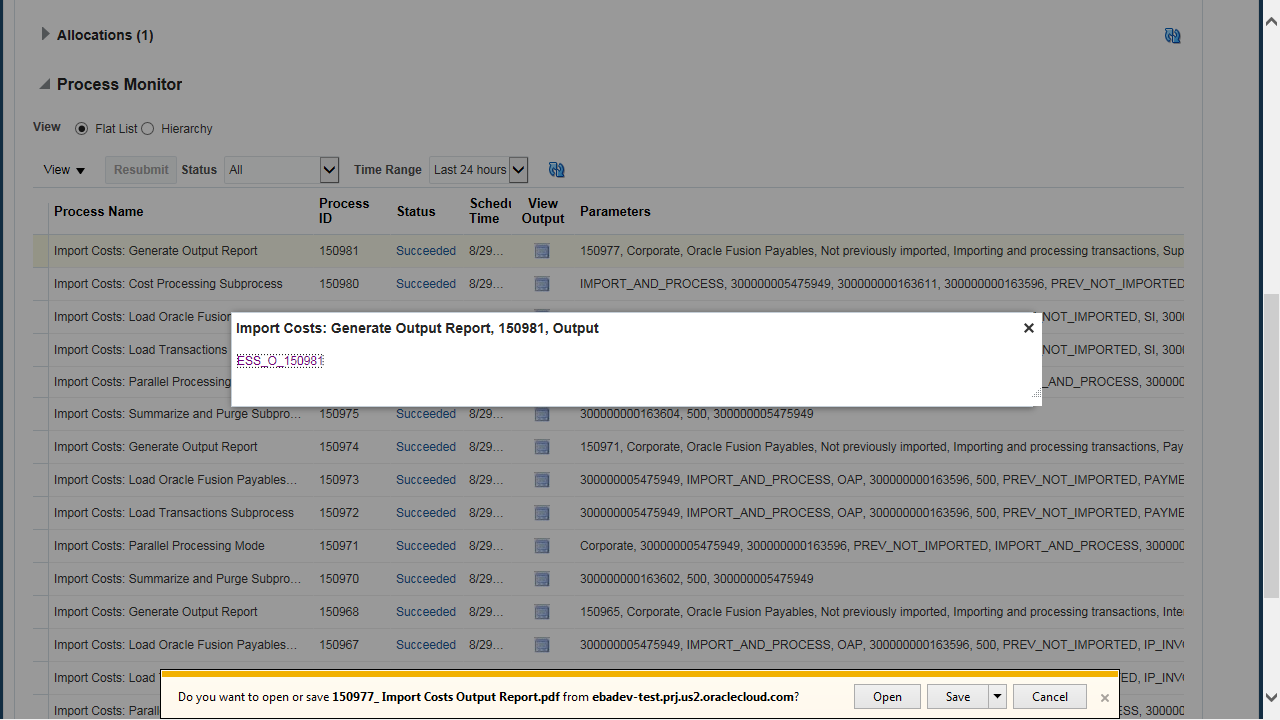 Allocations (1)
Process Monitor
View Flat List Hierarchy
View Resubmit Status All Time Range Last 24 hours
Process Name Process ID Status Schedu Time View Output Parameters
Import Costs: Generate Output Report 150981 Succeeded 8/29... 150977, Corporate, Oracle Fusion Payables, Not previously imported, Importing and processing transactions, Sup
Import Costs: Cost Processing Subprocess 150980 Succeeded 8/29... IMPORT_AND_PROCESS, 300000005475949, 300000000163611, 300000000163596, PREV_NOT_IMPORTED
Import Costs: Load Oracle Fusion NOT_IMPORTED, SI, 300
Import Costs: Load Transactions NOT_IMPORTED, SI, 300
Import Costs: Parallel Processing _AND_PROCESS, 300000
Import Costs: Generate Output Report, 150981, Output
ESS_O_150981
Import Costs: Summarize and Purge Subpro... 150975 Succeeded 8/29... 300000000163604, 500, 300000005475949
Import Costs: Generate Output Report 150974 Succeeded 8/29... 150971, Corporate, Oracle Fusion Payables, Not previously imported, Importing and processing transactions, Pay
Import Costs: Load Oracle Fusion Payables... 150973 Succeeded 8/29... 300000005475949, IMPORT_AND_PROCESS, OAP, 300000000163596, 500, PREV_NOT_IMPORTED, PAYME
Import Costs: Load Transactions Subprocess 150972 Succeeded 8/29... 300000005475949, IMPORT_AND_PROCESS, OAP, 300000000163596, 500, PREV_NOT_IMPORTED, PAYME
Import Costs: Parallel Processing Mode 150971 Succeeded 8/29... Corporate, 300000005475949, 300000000163596, PREV_NOT_IMPORTED, IMPORT_AND_PROCESS, 300000
Import Costs: Summarize and Purge Subpro... 150970 Succeeded 8/29... 300000000163602, 500, 300000005475949
Import Costs: Generate Output Report 150968 Succeeded 8/29... 150965, Corporate, Oracle Fusion Payables, Not previously imported, Importing and processing transactions, Inte
Import Costs: Load Oracle Fusion Payables... 150967 Succeeded 8/29... 300000005475949, IMPORT_AND_PROCESS, OAP, 300000000163596, 500, PREV_NOT_IMPORTED, IP_INVO
Import Costs: Load
Import Costs: Paralle
Do you want to open or save 150977_ Import Costs Output Report.pdf from ebadev-test.prj.us2.oraclecloud.com? Open Save Cancel